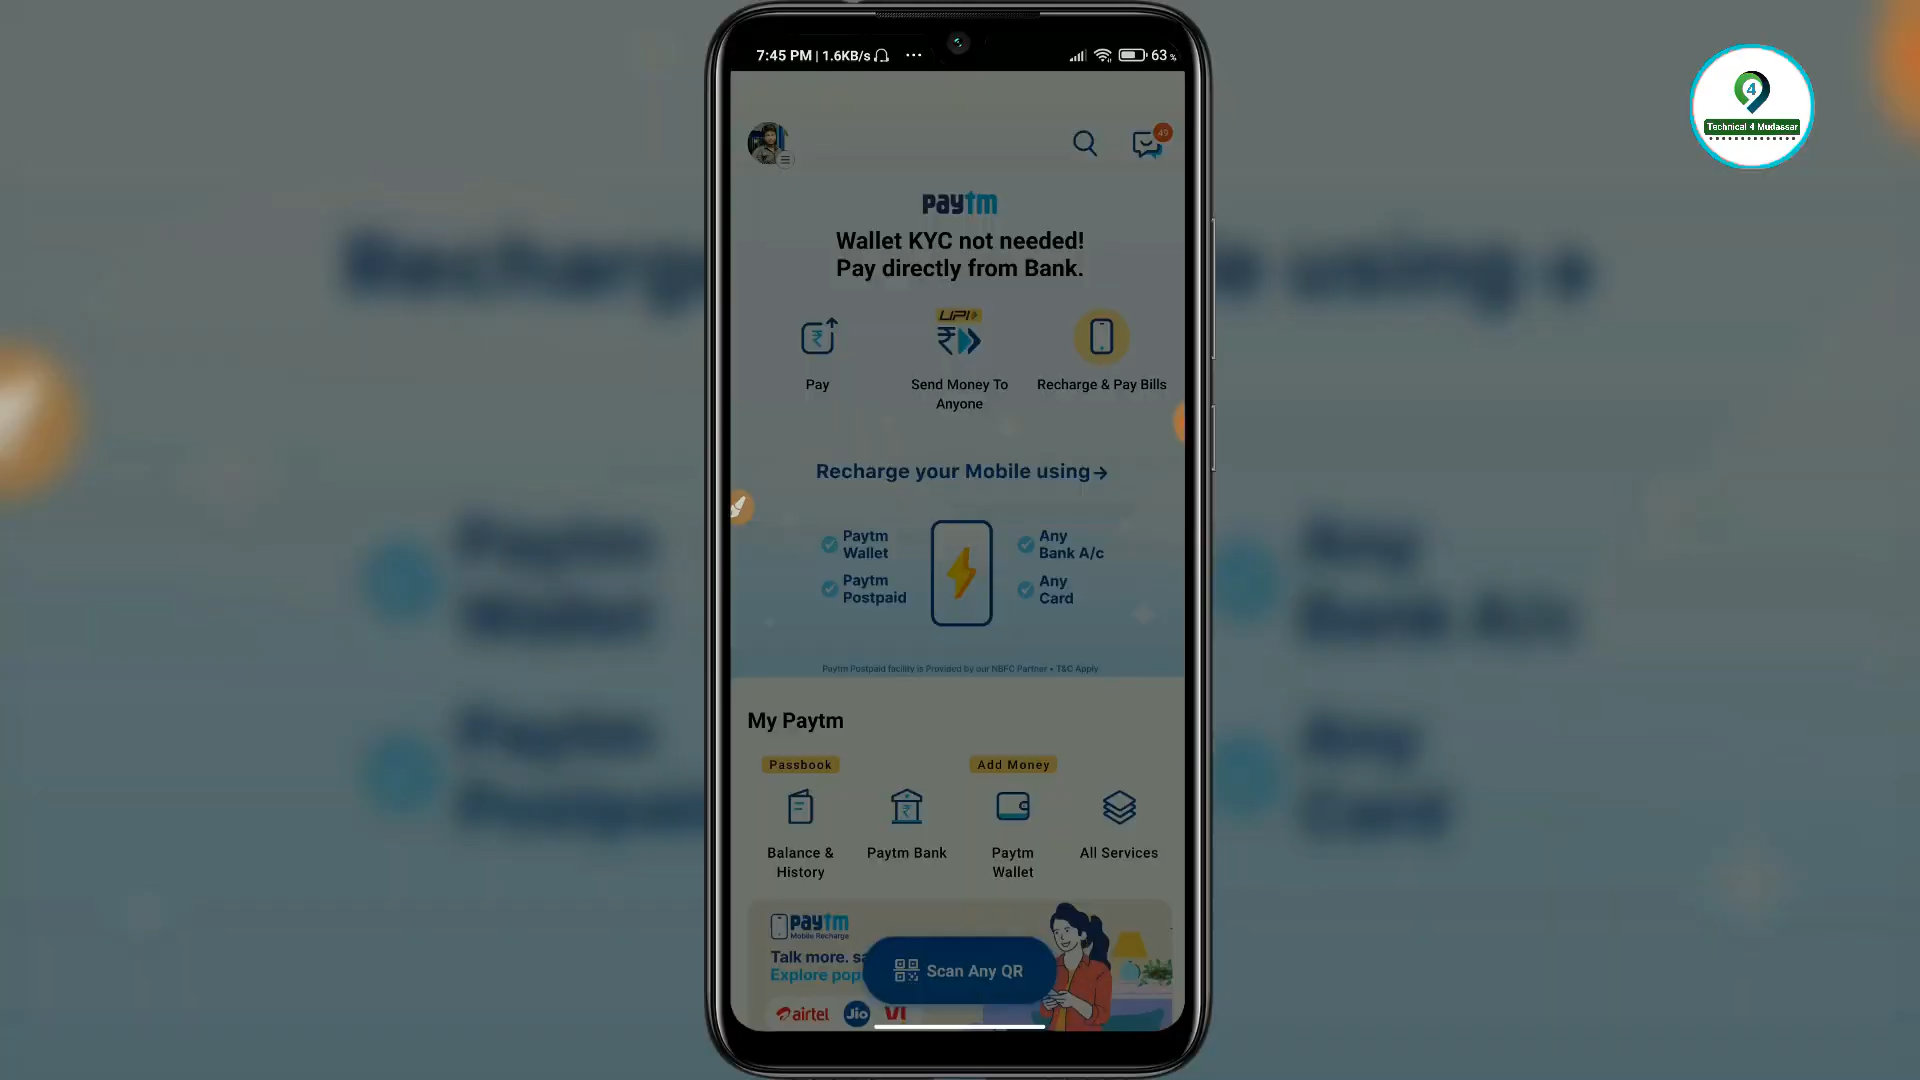 7:45 PM | 1.6KB/s ... 63%
49
4
Technical 4 Mudassar
paytm
Wallet KYC not needed!
Pay directly from Bank.
UPI
Pay
Send Money To
Anyone
Recharge & Pay Bills
Recharge your Mobile using→
Paytm
Wallet
Paytm
Postpaid
Any
Bank A/c
Any
Card
Paytm Postpaid facility is Provided by our NBFC Partner • T&C Apply
My Paytm
Passbook
Add Money
Balance &
History
Paytm Bank
Paytm
Wallet
All Services
paytm
Mobile Recharge
Talk more. sa
Explore pop
Scan Any QR
airtel
Jio
VI